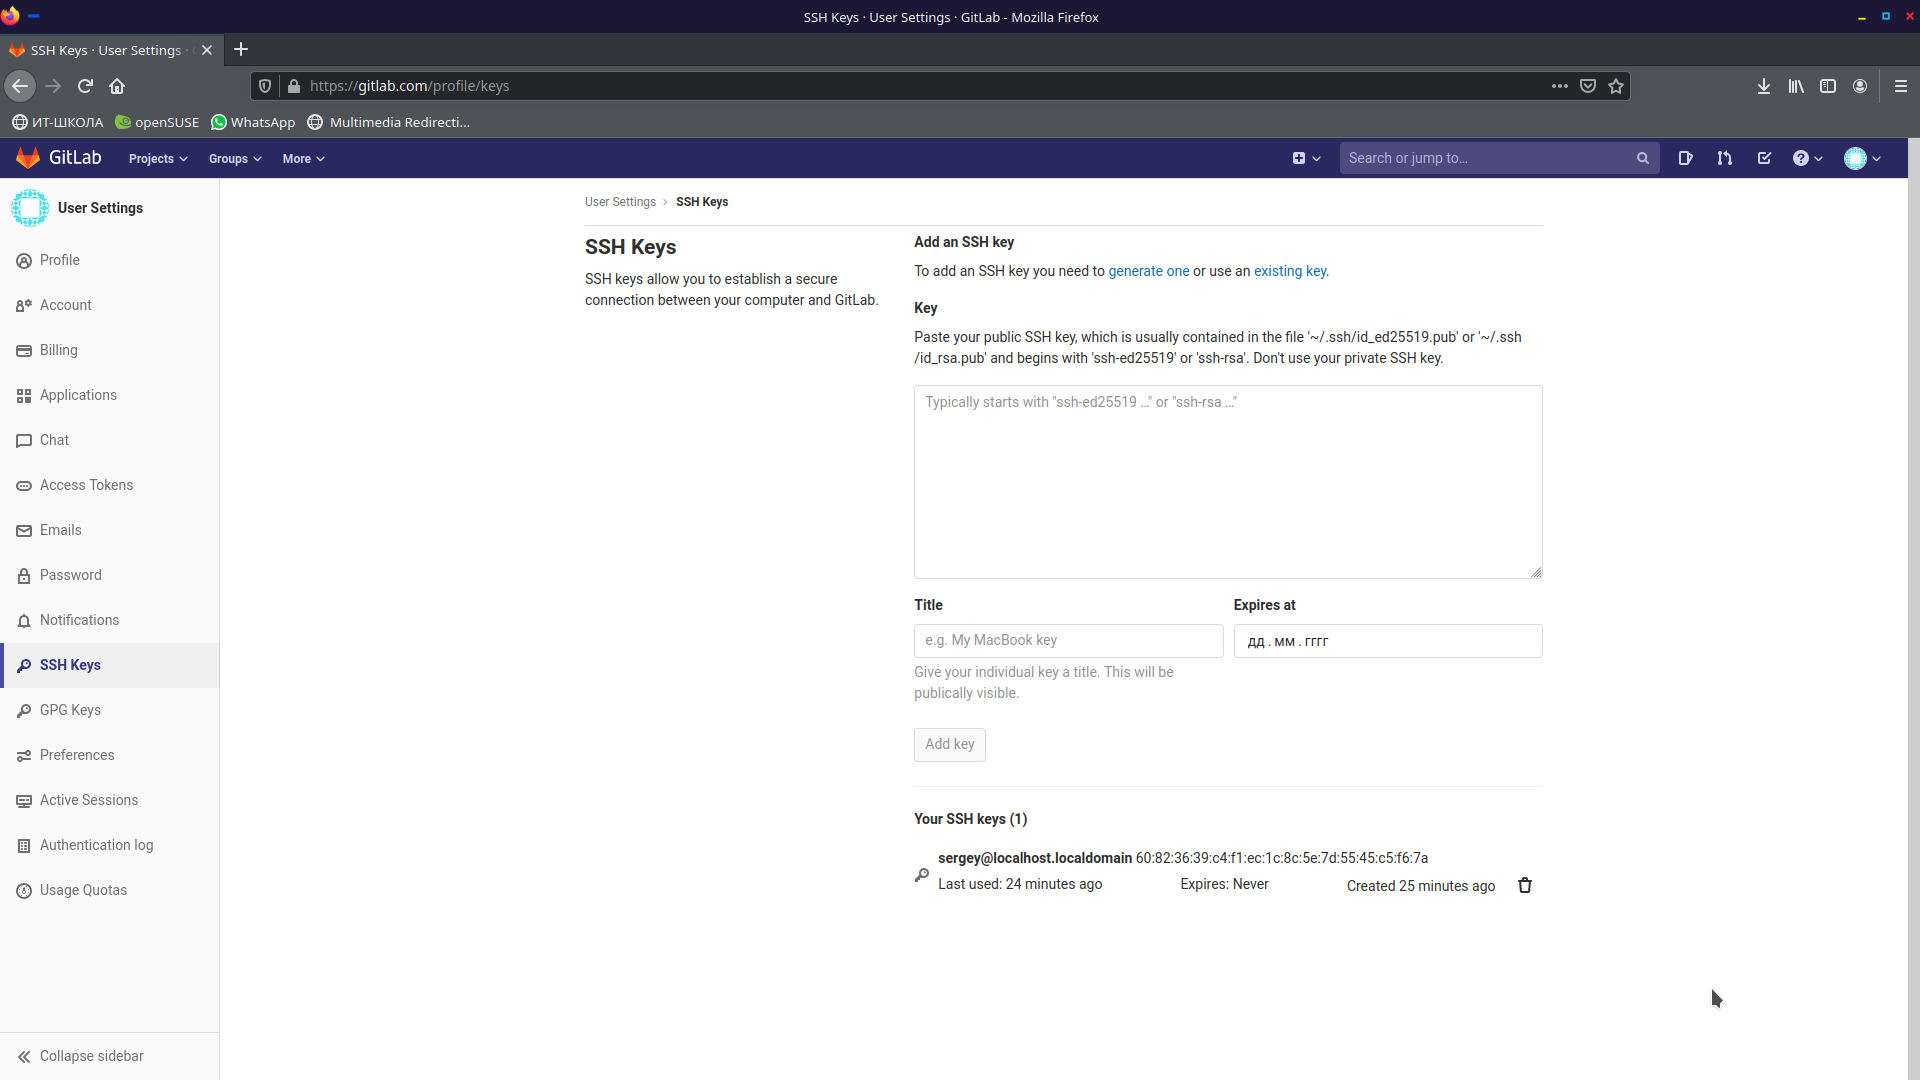 SSH Keys · User Settings · GitLab - Mozilla Firefox
SSH Keys · User Settings ·
https://gitlab.com/profile/keys
ИТ-ШКОЛА openSUSE WhatsApp Multimedia Redirecti...
GitLab Projects Groups More Search or jump to...
User Settings
Profile
Account
Billing
Applications
Chat
Access Tokens
Emails
Password
Notifications
SSH Keys
GPG Keys
Preferences
Active Sessions
Authentication log
Usage Quotas
Collapse sidebar
User Settings › SSH Keys
SSH Keys
SSH keys allow you to establish a secure
connection between your computer and GitLab.
Add an SSH key
To add an SSH key you need to generate one or use an existing key.
Key
Paste your public SSH key, which is usually contained in the file '~/.ssh/id_ed25519.pub' or '~/.ssh
/id_rsa.pub' and begins with 'ssh-ed25519' or 'ssh-rsa'. Don't use your private SSH key.
Typically starts with "ssh-ed25519 …" or "ssh-rsa …"
Title Expires at
e.g. My MacBook key дд . мм . гггг
Give your individual key a title. This will be
publically visible.
Add key
Your SSH keys (1)
sergey@localhost.localdomain 60:82:36:39:c4:f1:ec:1c:8c:5e:7d:55:45:c5:f6:7a
Last used: 24 minutes ago Expires: Never Created 25 minutes ago